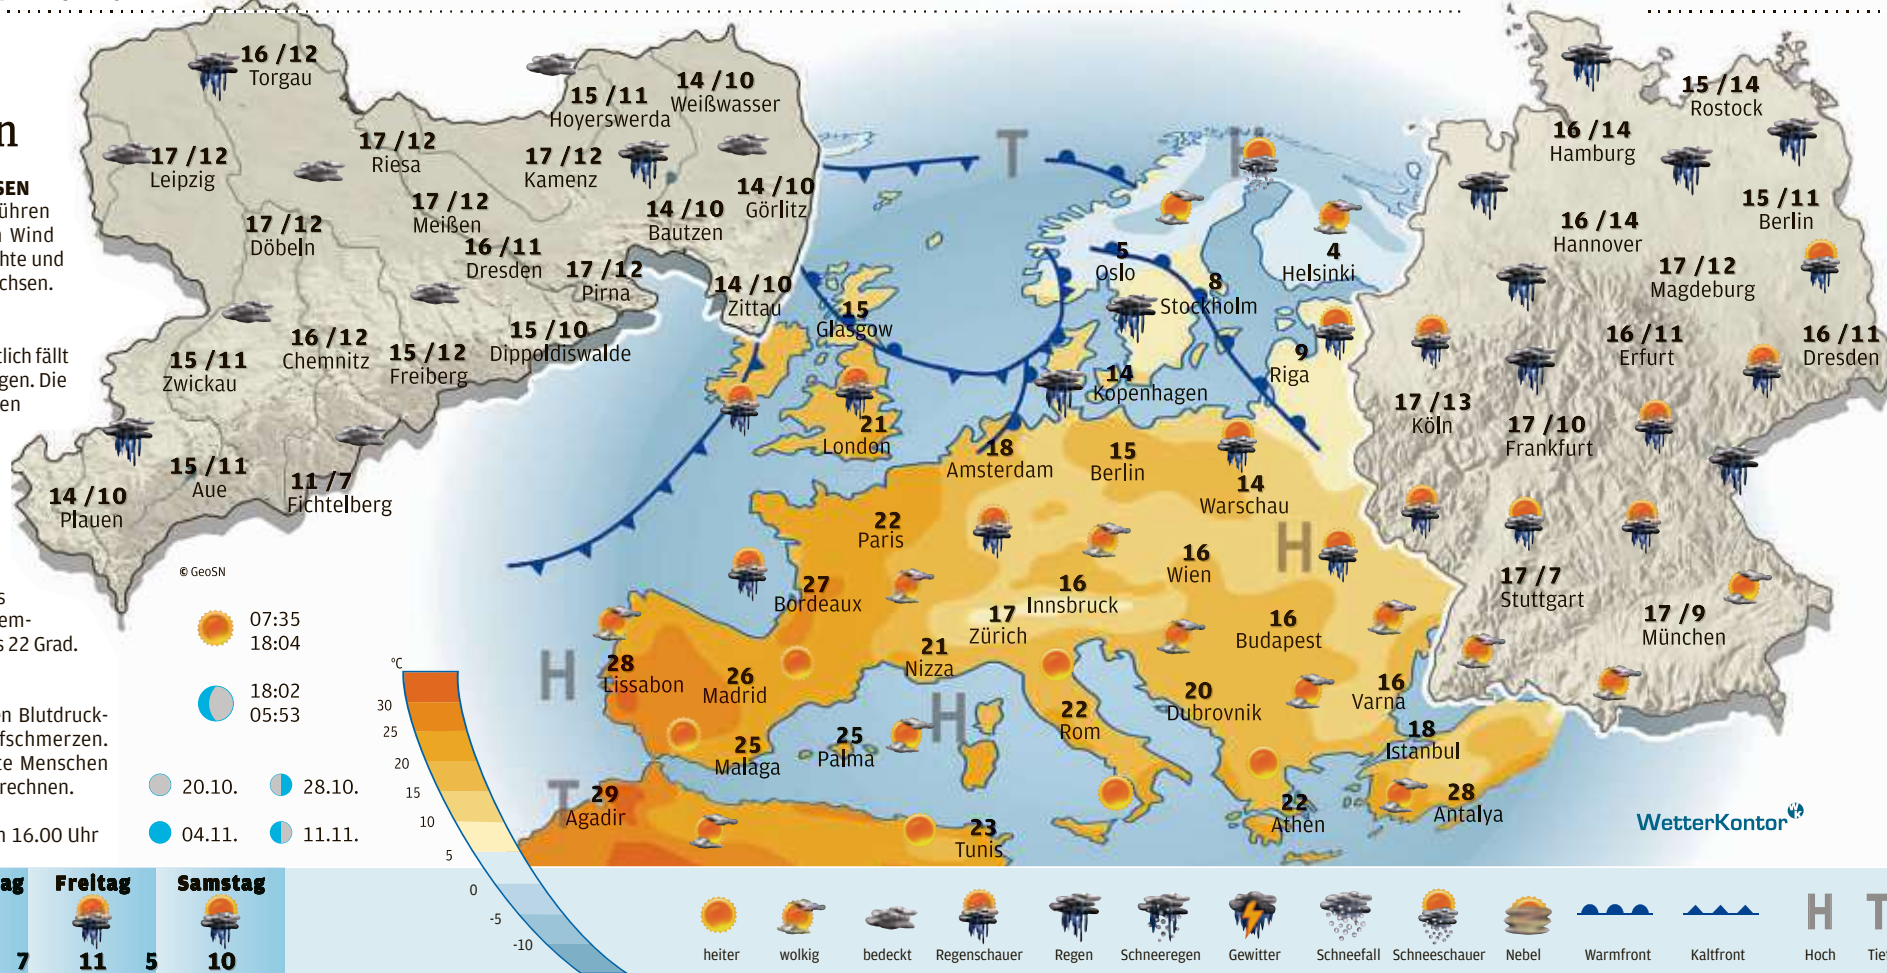 n
SEN
ühren
n Wind
hte und
chsen.
tlich fällt
gen. Die
en
s
em-
s 22 Grad.
en Blutdruck-
fschmerzen.
te Menschen
rechnen.
n 16.00 Uhr
16 /12
Torgau
15 /11
Hoyerswerda
14 /10
Weißwasser
17 /12
Leipzig
17 /12
Riesa
17 /12
Kamenz
14 /10
Görlitz
17 /12
Döbeln
17 /12
Meißen
14 /10
Bautzen
16 /11
Dresden
17 /12
Pirna
14 /10
Zittau
15 /11
Zwickau
16 /12
Chemnitz
15 /12
Freiberg
15 /10
Dippoldiswalde
14 /10
Plauen
15 /11
Aue
11 /7
Fichtelberg
© GeoSN
07:35
18:04
18:02
05:53
20.10.
28.10.
04.11.
11.11.
°C
30
25
20
15
10
5
0
-5
-10
T
H
5
Oslo
8
Stockholm
4
Helsinki
15
Glasgow
14
Kopenhagen
9
Riga
21
London
18
Amsterdam
15
Berlin
14
Warschau
22
Paris
H
16
Wien
27
Bordeaux
16
Innsbruck
17
Zürich
16
Budapest
H
28
Lissabon
26
Madrid
21
Nizza
H
22
Rom
20
Dubrovnik
16
Varna
25
Malaga
25
Palma
18
Istanbul
T
29
Agadir
23
Tunis
22
Athen
28
Antalya
15 /14
Rostock
16 /14
Hamburg
15 /11
Berlin
16 /14
Hannover
17 /12
Magdeburg
16 /11
Erfurt
16 /11
Dresden
17 /13
Köln
17 /10
Frankfurt
17 /7
Stuttgart
17 /9
München
WetterKontor
ag
Freitag
Samstag
7
11
5
10
heiter
wolkig
bedeckt
Regenschauer
Regen
Schneeregen
Gewitter
Schneefall
Schneeschauer
Nebel
Warmfront
Kaltfront
H
Hoch
T
Tief